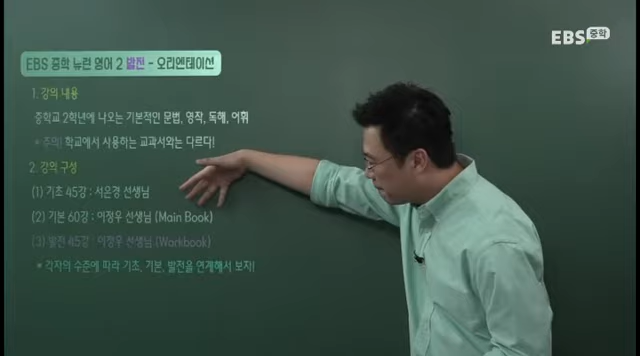 EBS 중학
EBS 중학 뉴런 영어 2 발전 - 오리엔테이션
1. 강의 내용
중학교 2학년에 나오는 기본적인 문법, 영작, 독해, 어휘
* 주의! 학교에서 사용하는 교과서와는 다르다!
2. 강의 구성
(1) 기초 45강 : 서은경 선생님
(2) 기본 60강 : 이정우 선생님 (Main Book)
(3) 발전 45강 : 이정우 선생님 (Workbook)
* 각자의 수준에 따라 기초, 기본, 발전을 연계해서 보자!